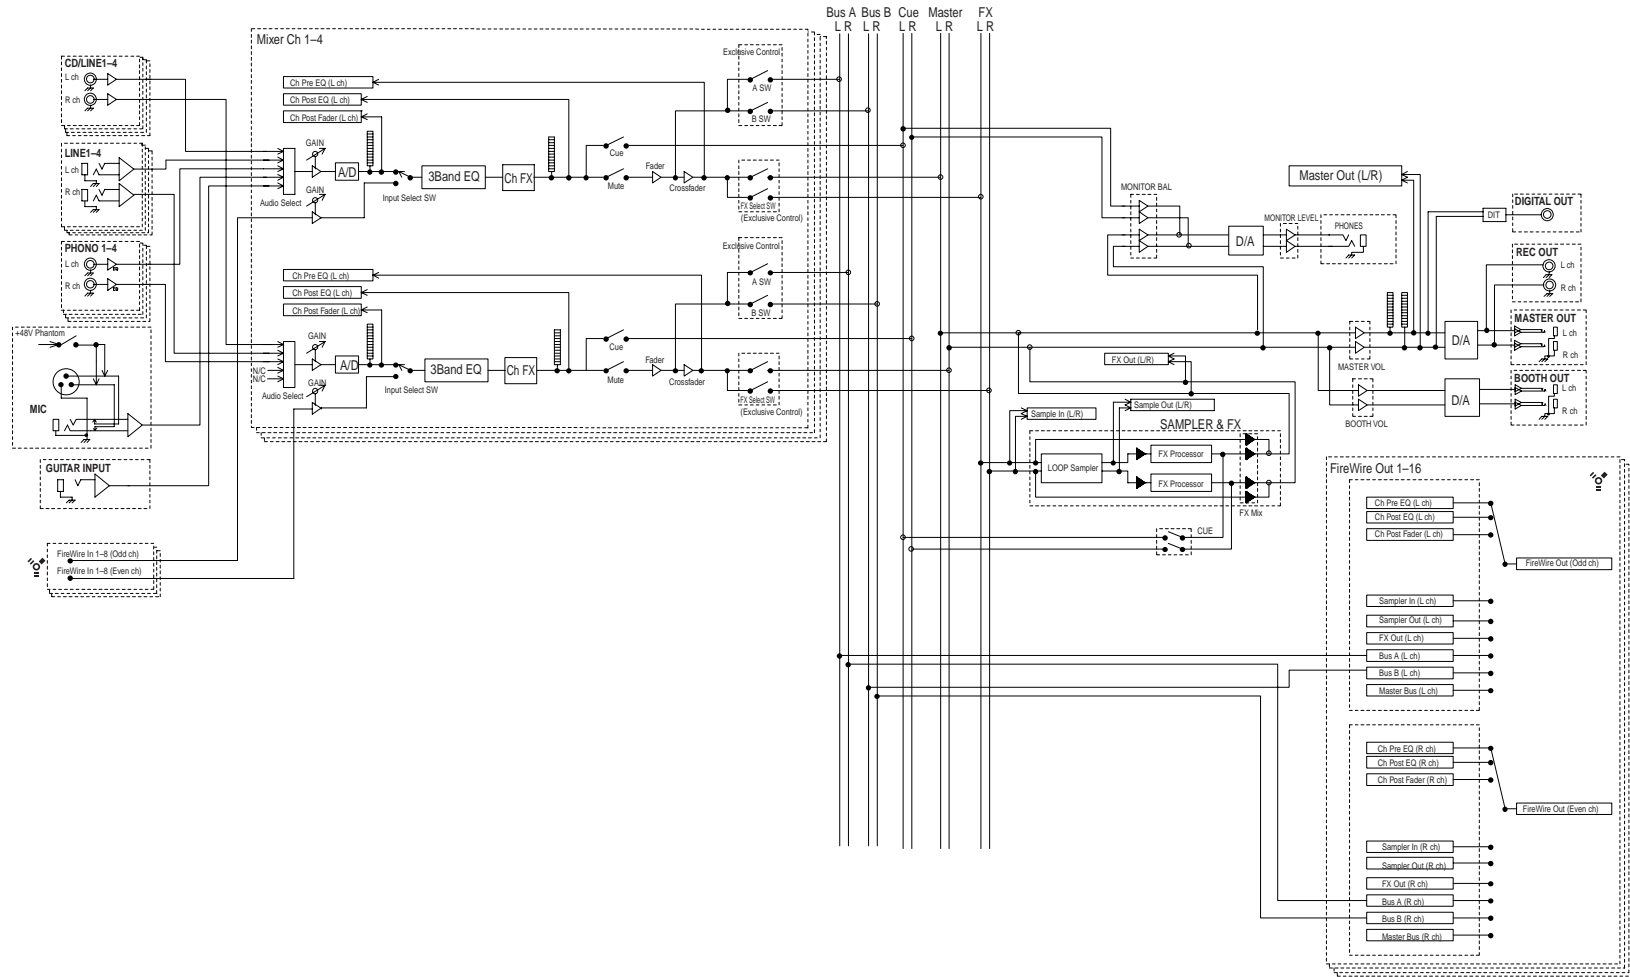 Bus A Bus B Cue Master FX
L R L R L R L R L R
Mixer Ch 1–4
CD/LINE1–4
L ch
R ch
LINE1–4
L ch
R ch
PHONO 1–4
L ch
EQ
R ch
EQ
+48V Phantom
MIC
GUITAR INPUT
FireWire In 1–8 (Odd ch)
FireWire In 1–8 (Even ch)
Ch Pre EQ (L ch)
Ch Post EQ (L ch)
Ch Post Fader (L ch)
GAIN
A/D
GAIN
Audio Select
Input Select SW
3Band EQ
Ch FX
Cue
Mute
Fader
Crossfader
Exclusive Control
A SW
B SW
FX Select SW
(Exclusive Control)
Ch Pre EQ (L ch)
Ch Post EQ (L ch)
Ch Post Fader (L ch)
GAIN
A/D
N/C
N/C
GAIN
Audio Select
Input Select SW
3Band EQ
Ch FX
Cue
Mute
Fader
Crossfader
Exclusive Control
A SW
B SW
FX Select SW
(Exclusive Control)
MONITOR BAL
D/A
MONITOR LEVEL
PHONES
Master Out (L/R)
DIT
DIGITAL OUT
REC OUT
L ch
R ch
MASTER OUT
L ch
R ch
D/A
MASTER VOL
BOOTH OUT
L ch
R ch
D/A
BOOTH VOL
FX Out (L/R)
Sample In (L/R)
Sample Out (L/R)
SAMPLER & FX
LOOP Sampler
FX Processor
FX Processor
FX Mix
CUE
FireWire Out 1–16
Ch Pre EQ (L ch)
Ch Post EQ (L ch)
Ch Post Fader (L ch)
FireWire Out (Odd ch)
Sampler In (L ch)
Sampler Out (L ch)
FX Out (L ch)
Bus A (L ch)
Bus B (L ch)
Master Bus (L ch)
Ch Pre EQ (R ch)
Ch Post EQ (R ch)
Ch Post Fader (R ch)
FireWire Out (Even ch)
Sampler In (R ch)
Sampler Out (R ch)
FX Out (R ch)
Bus A (R ch)
Bus B (R ch)
Master Bus (R ch)